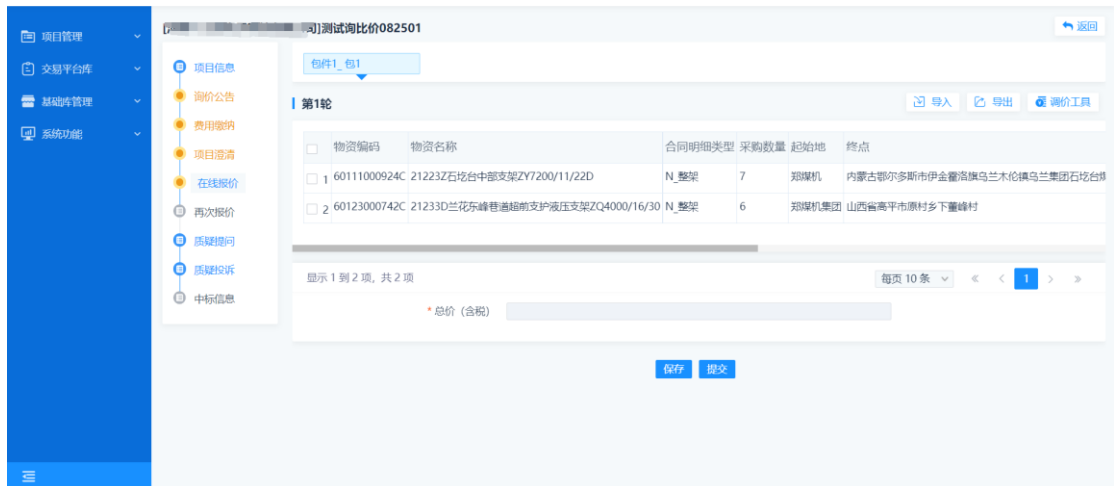 项目管理
交易平台库
基础库管理
系统功能
司]]测试询比价082501
返回
项目信息
询价公告
费用缴纳
项目澄清
在线报价
再次报价
质疑提问
质疑投诉
中标信息
包件1_包1
第1轮
导入 导出 调价工具
物资编码 物资名称 合同明细类型 采购数量 起始地 终点
1 60111000924C 21223Z石圪台中部支架ZY7200/11/22D N_整架 7 郑煤机 内蒙古鄂尔多斯市伊金霍洛旗乌兰木伦镇乌兰集团石圪台煤
2 60123000742C 21233D兰花东峰巷道超前支护液压支架ZQ4000/16/30 N_整架 6 郑煤机集团 山西省高平市原村乡下董峰村
显示 1 到 2 项，共 2 项
每页 10 条 « < 1 > »
* 总价（含税）
保存 提交